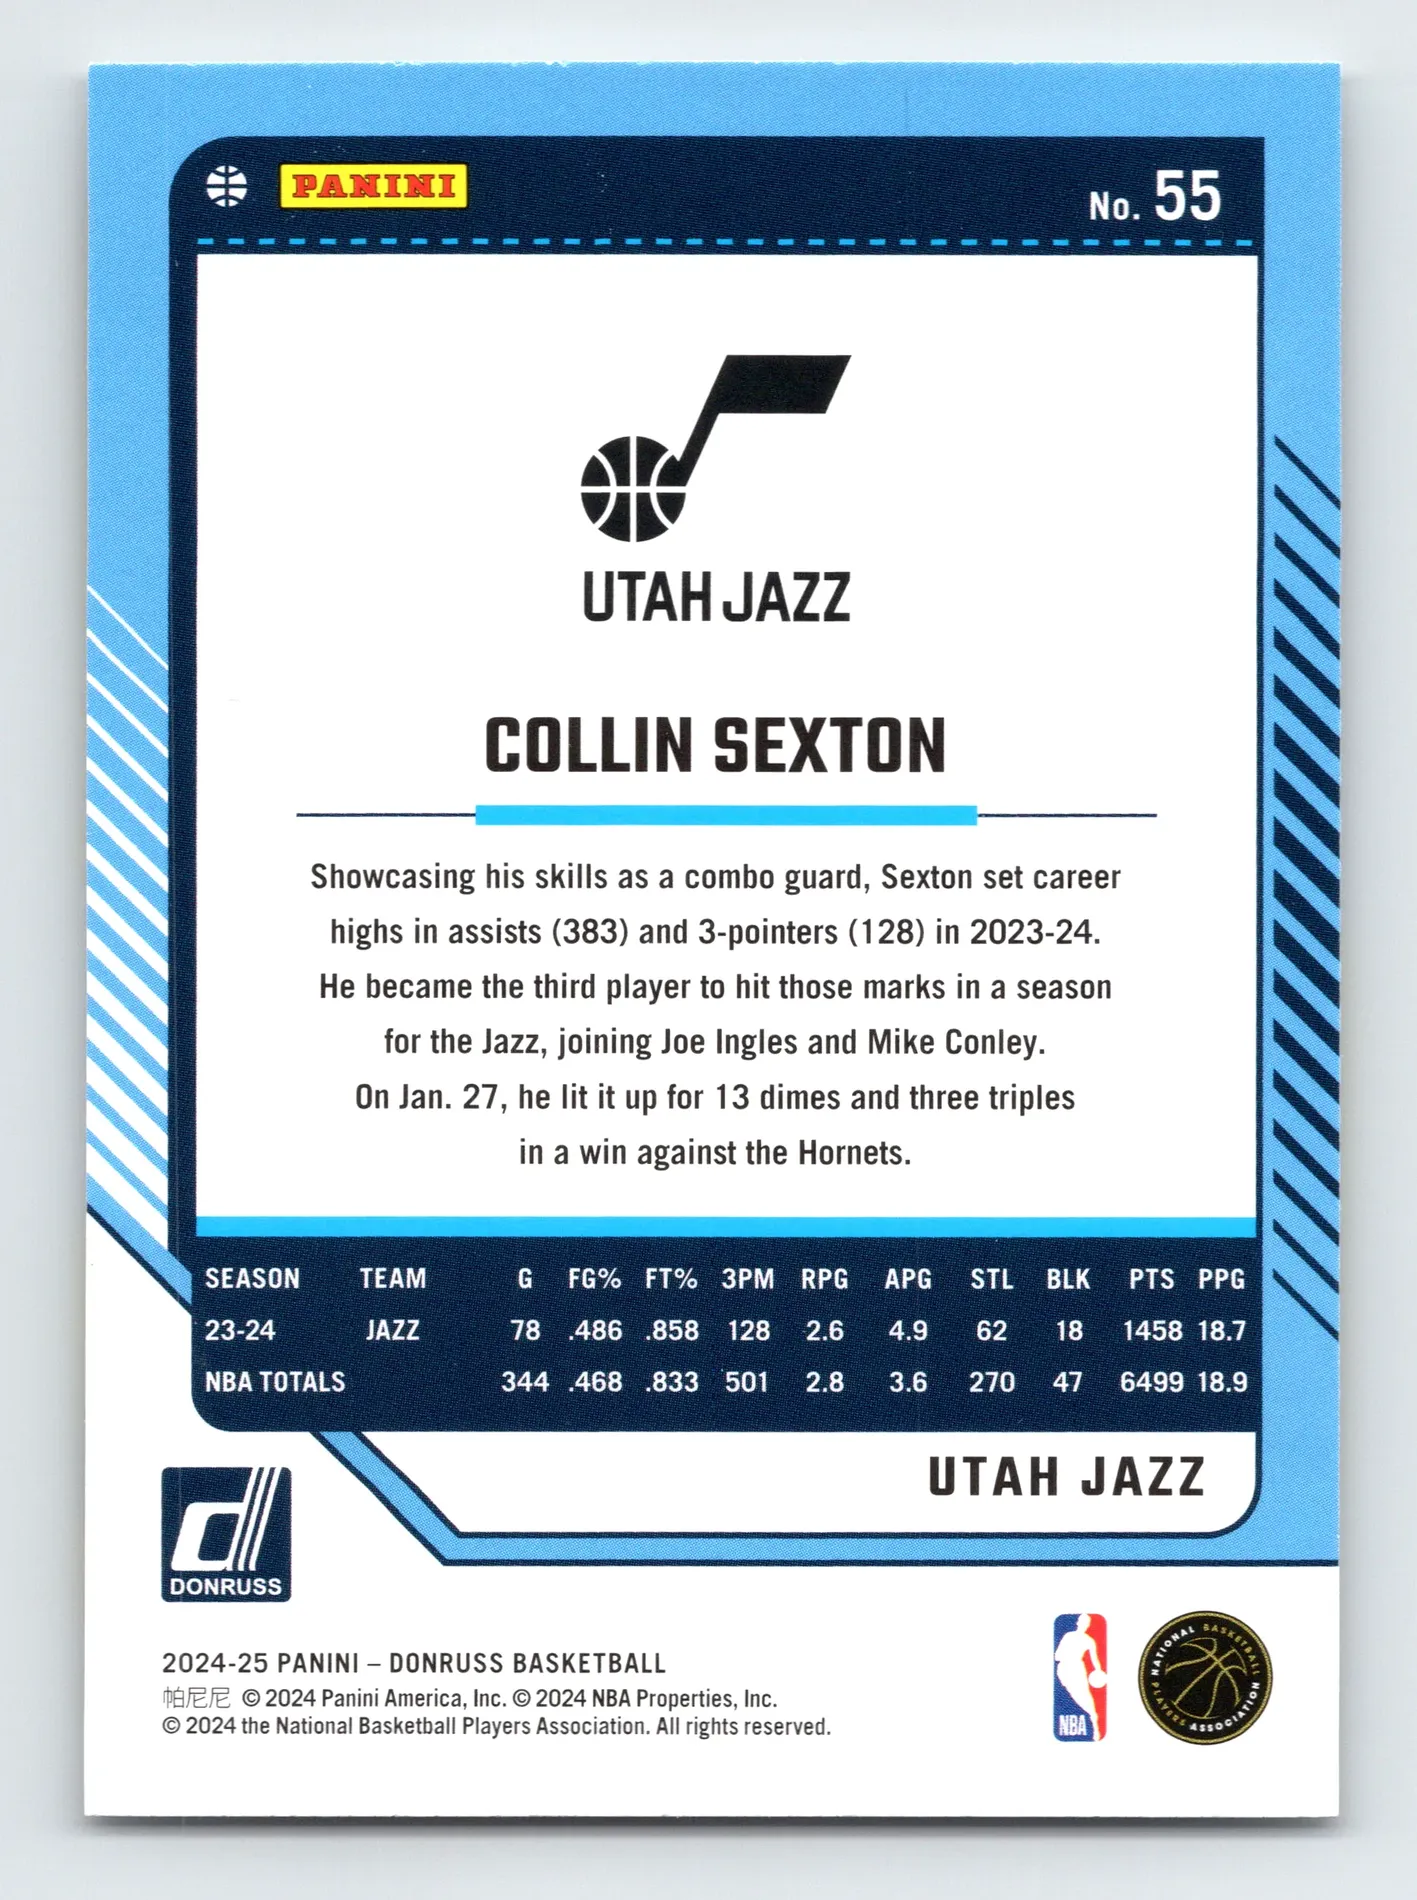 PANINI
No. 55
UTAH JAZZ
COLLIN SEXTON
Showcasing his skills as a combo guard, Sexton set career
highs in assists (383) and 3-pointers (128) in 2023-24.
He became the third player to hit those marks in a season
for the Jazz, joining Joe Ingles and Mike Conley.
On Jan. 27, he lit it up for 13 dimes and three triples
in a win against the Hornets.
SEASON TEAM G FG% FT% 3PM RPG APG STL BLK PTS PPG
23-24 JAZZ 78 .486 .858 128 2.6 4.9 62 18 1458 18.7
NBA TOTALS 344 .468 .833 501 2.8 3.6 270 47 6499 18.9
UTAH JAZZ
d
DONRUSS
2024-25 PANINI – DONRUSS BASKETBALL
帕尼尼 © 2024 Panini America, Inc. © 2024 NBA Properties, Inc.
© 2024 the National Basketball Players Association. All rights reserved.
NBA
NATIONAL BASKETBALL PLAYERS ASSOCIATION